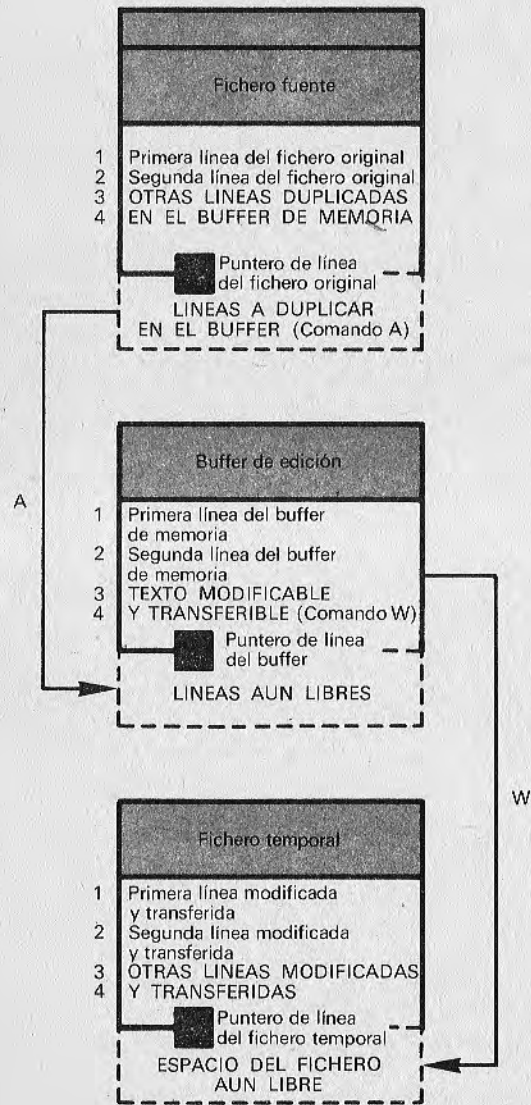 Fichero fuente
1 Primera línea del fichero original
2 Segunda línea del fichero original
3 OTRAS LINEAS DUPLICADAS
4 EN EL BUFFER DE MEMORIA
Puntero de línea
del fichero original
LINEAS A DUPLICAR
EN EL BUFFER (Comando A)
A
Buffer de edición
1 Primera línea del buffer
de memoria
2 Segunda línea del buffer
de memoria
3 TEXTO MODIFICABLE
4 Y TRANSFERIBLE (Comando W)
Puntero de línea
del buffer
LINEAS AUN LIBRES
W
Fichero temporal
1 Primera línea modificada
y transferida
2 Segunda línea modificada
y transferida
3 OTRAS LINEAS MODIFICADAS
4 Y TRANSFERIDAS
Puntero de línea
del fichero temporal
ESPACIO DEL FICHERO
AUN LIBRE